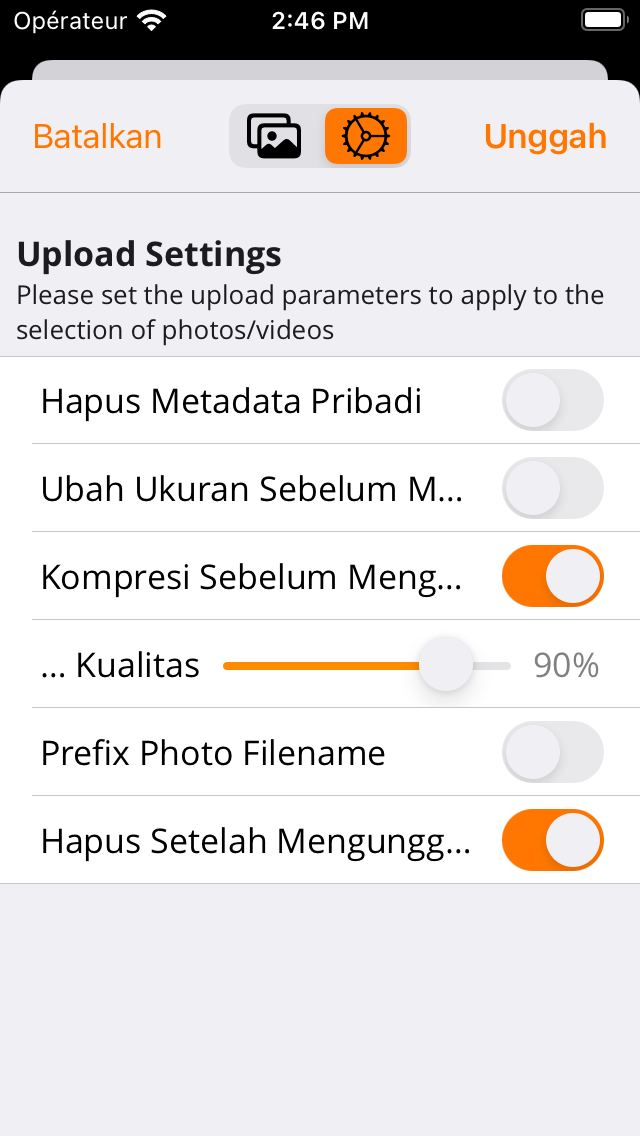 Opérateur 2:46 PM
Batalkan Unggah
Upload Settings
Please set the upload parameters to apply to the
selection of photos/videos
Hapus Metadata Pribadi
Ubah Ukuran Sebelum M...
Kompresi Sebelum Meng...
... Kualitas 90%
Prefix Photo Filename
Hapus Setelah Mengungg...